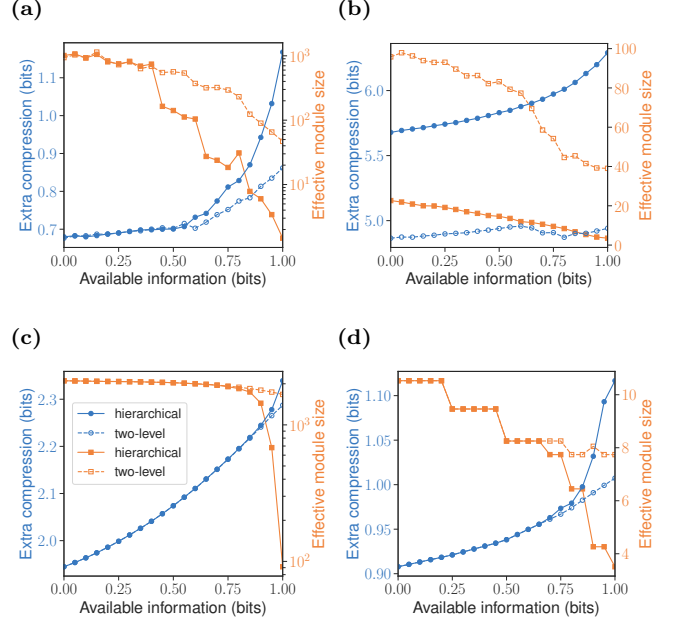 (a)
(b)
Extra compression (bits)
1.1
1.0
0.9
0.8
0.7
10³
10²
10¹
Effective module size
0.00 0.25 0.50 0.75 1.00
Available information (bits)
Extra compression (bits)
6.0
5.5
5.0
100
80
60
40
20
0
Effective module size
0.00 0.25 0.50 0.75 1.00
Available information (bits)
(c)
(d)
Extra compression (bits)
2.3
2.2
2.1
2.0
hierarchical
two-level
hierarchical
two-level
10³
10²
Effective module size
0.00 0.25 0.50 0.75 1.00
Available information (bits)
Extra compression (bits)
1.10
1.05
1.00
0.95
0.90
10
8
6
4
Effective module size
0.00 0.25 0.50 0.75 1.00
Available information (bits)